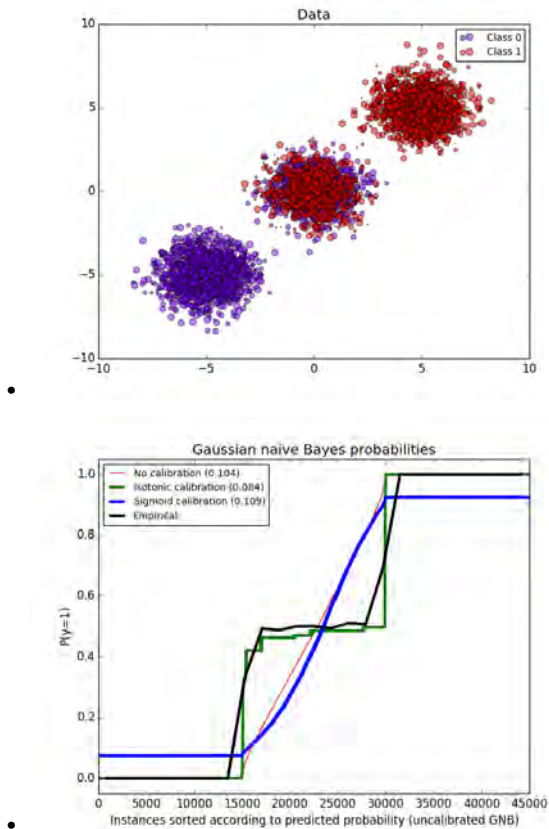 Data
10
Class 0
Class 1
5
0
−5
−10
−10 −5 0 5 10
Gaussian naive Bayes probabilities
No calibration (0.104)
Isotonic calibration (0.084)
Sigmoid calibration (0.109)
Empirical
1.0
0.8
0.6
0.4
0.2
0.0
P(y=1)
0 5000 10000 15000 20000 25000 30000 35000 40000 45000
Instances sorted according to predicted probability (uncalibrated GNB)